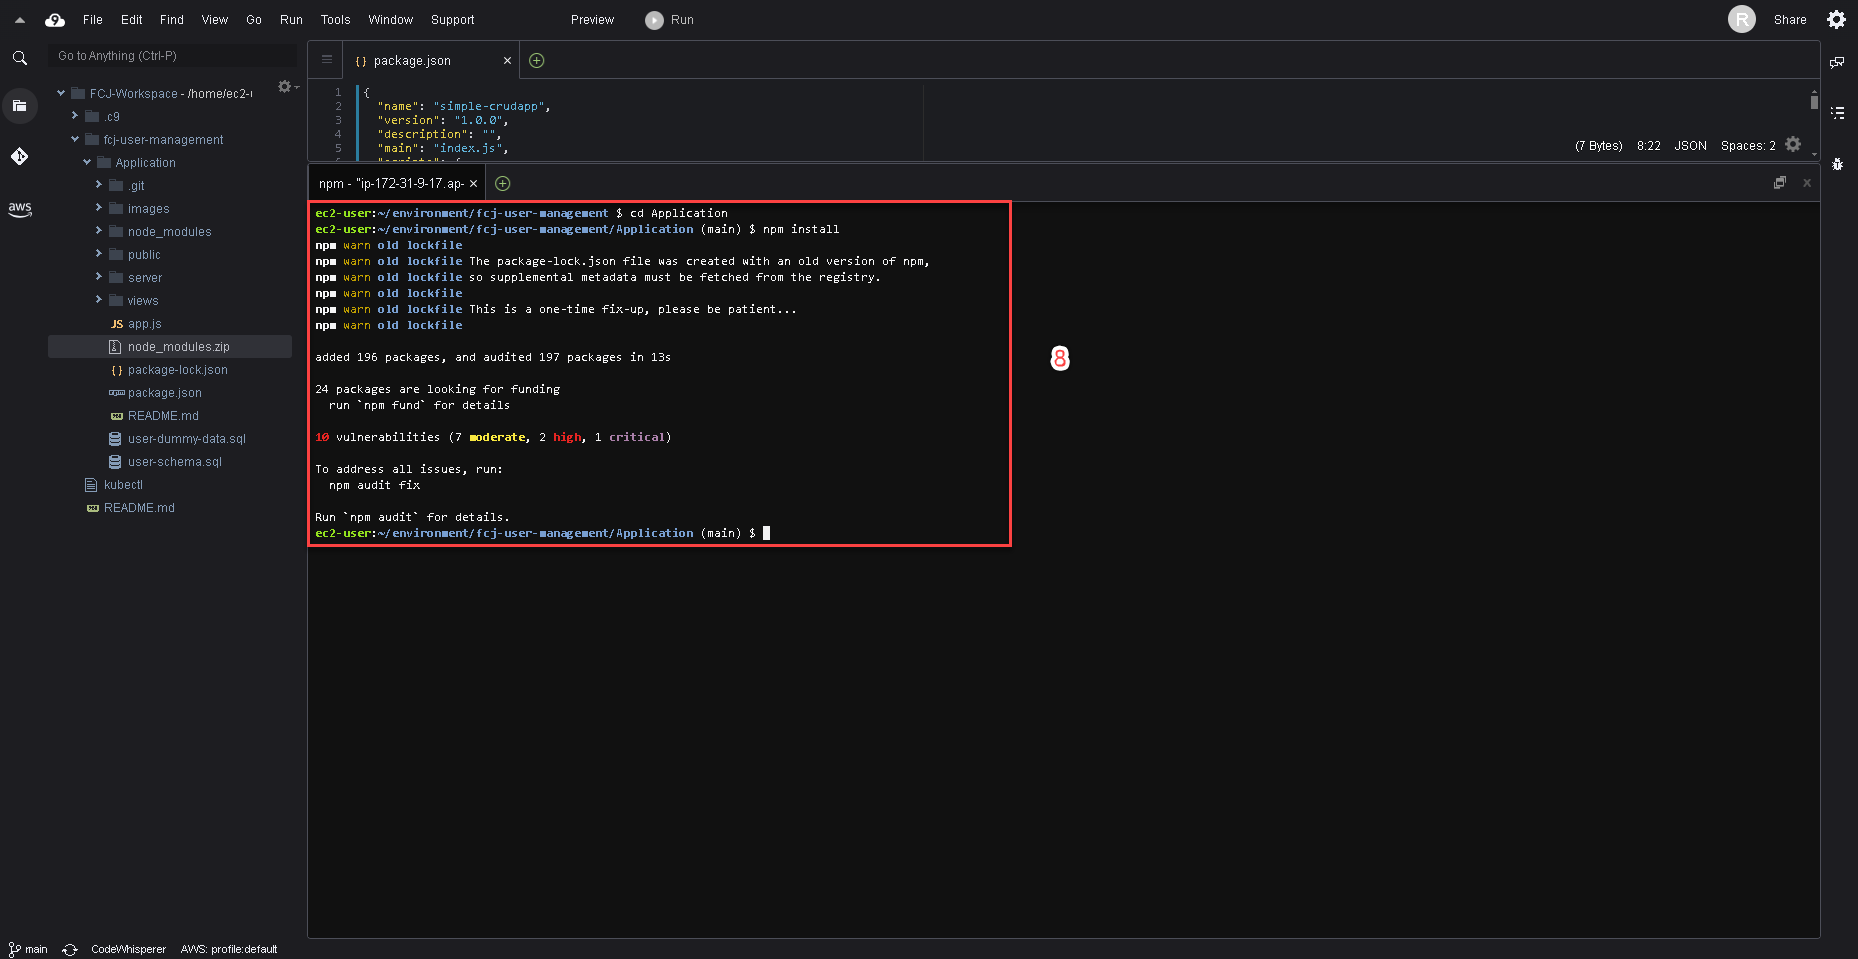 File Edit Find View Go Run Tools Window Support Preview Run R Share
Go to Anything (Ctrl-P)
FCJ-Workspace - /home/ec2-
.c9
fcj-user-management
Application
.git
images
node_modules
public
server
views
JS app.js
node_modules.zip
{ } package-lock.json
package.json
README.md
user-dummy-data.sql
user-schema.sql
kubectl
README.md
aws
{ } package.json
1 {
2 "name": "simple-crudapp",
3 "version": "1.0.0",
4 "description": "",
5 "main": "index.js",
(7 Bytes) 8:22 JSON Spaces: 2
npm - "ip-172-31-9-17.ap-
ec2-user:~/environment/fcj-user-management $ cd Application
ec2-user:~/environment/fcj-user-management/Application (main) $ npm install
npm warn old lockfile
npm warn old lockfile The package-lock.json file was created with an old version of npm,
npm warn old lockfile so supplemental metadata must be fetched from the registry.
npm warn old lockfile
npm warn old lockfile This is a one-time fix-up, please be patient...
npm warn old lockfile
added 196 packages, and audited 197 packages in 13s
24 packages are looking for funding
run `npm fund` for details
10 vulnerabilities (7 moderate, 2 high, 1 critical)
To address all issues, run:
npm audit fix
Run `npm audit` for details.
ec2-user:~/environment/fcj-user-management/Application (main) $
8
main CodeWhisperer AWS: profile:default